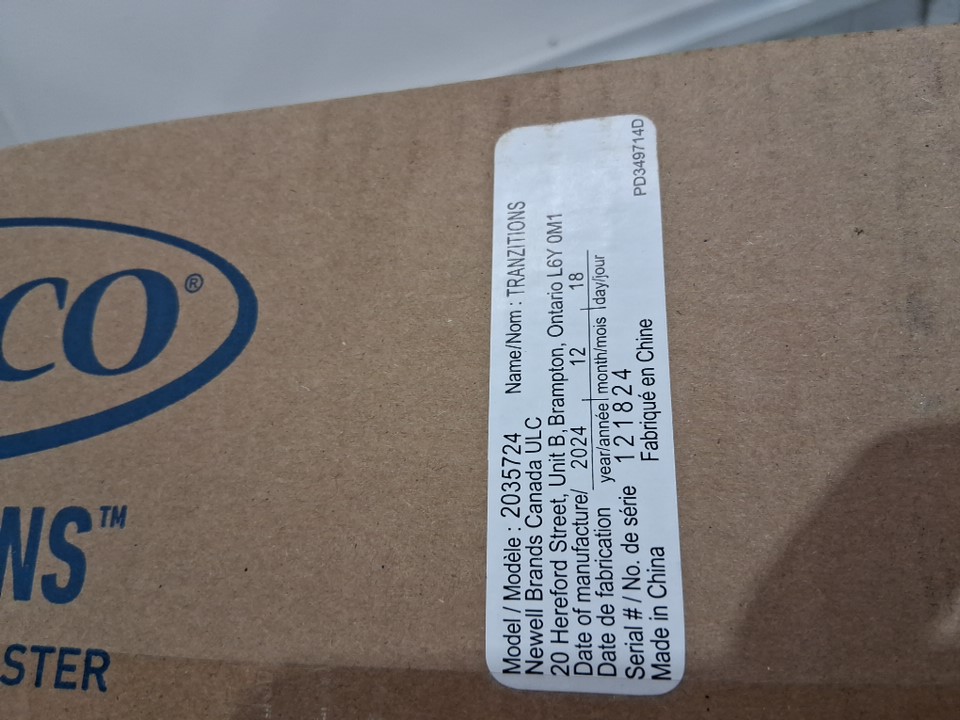 CO®
NS™
STER
Model / Modèle : 2035724 Name/Nom : TRANZITIONS
Newell Brands Canada ULC
20 Hereford Street, Unit B, Brampton, Ontario L6Y 0M1
Date of manufacture/ 2024 12 18
Date de fabrication year/année month/mois day/jour
Serial # / No. de série 121824
Made in China Fabriqué en Chine
PD349714D